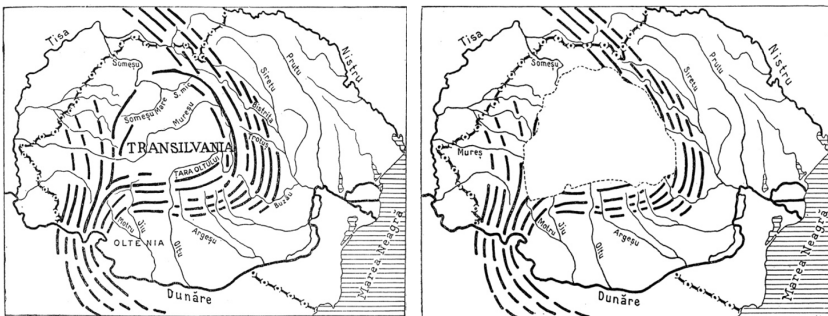 Tisa
Nistru
Prutu
Siretu
Someșu
Someșu Mare
S. mic
Mureșu
Bistrița
Trotuș
TRANSILVANIA
ȚARA OLTULUI
Buzău
Motru
Jiu
OLTENIA
Oltu
Argeșu
Dunăre
Marea Neagră
Tisa
Nistru
Prutu
Siretu
Someșu
Mureș
Motru
Jiu
Oltu
Argeșu
Dunăre
Marea Neagră